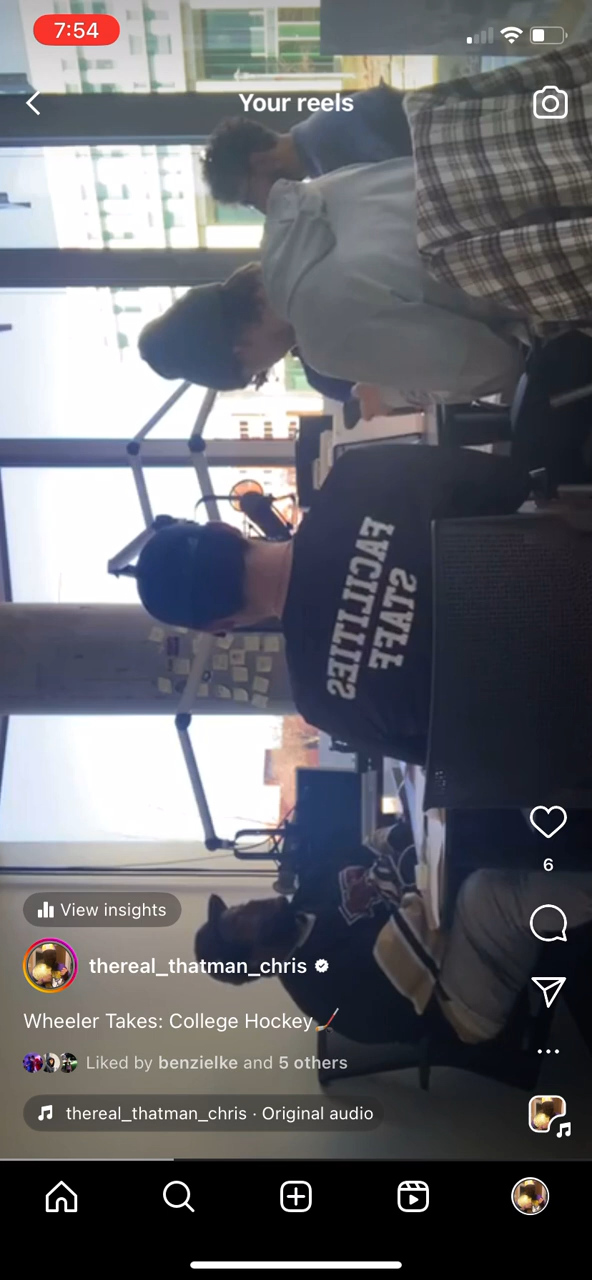 7:54
Your reels
FACILITIES
STAFF
6
View insights
thereal_thatman_chris
Wheeler Takes: College Hockey🏒
Liked by benzielke and 5 others
thereal_thatman_chris · Original audio